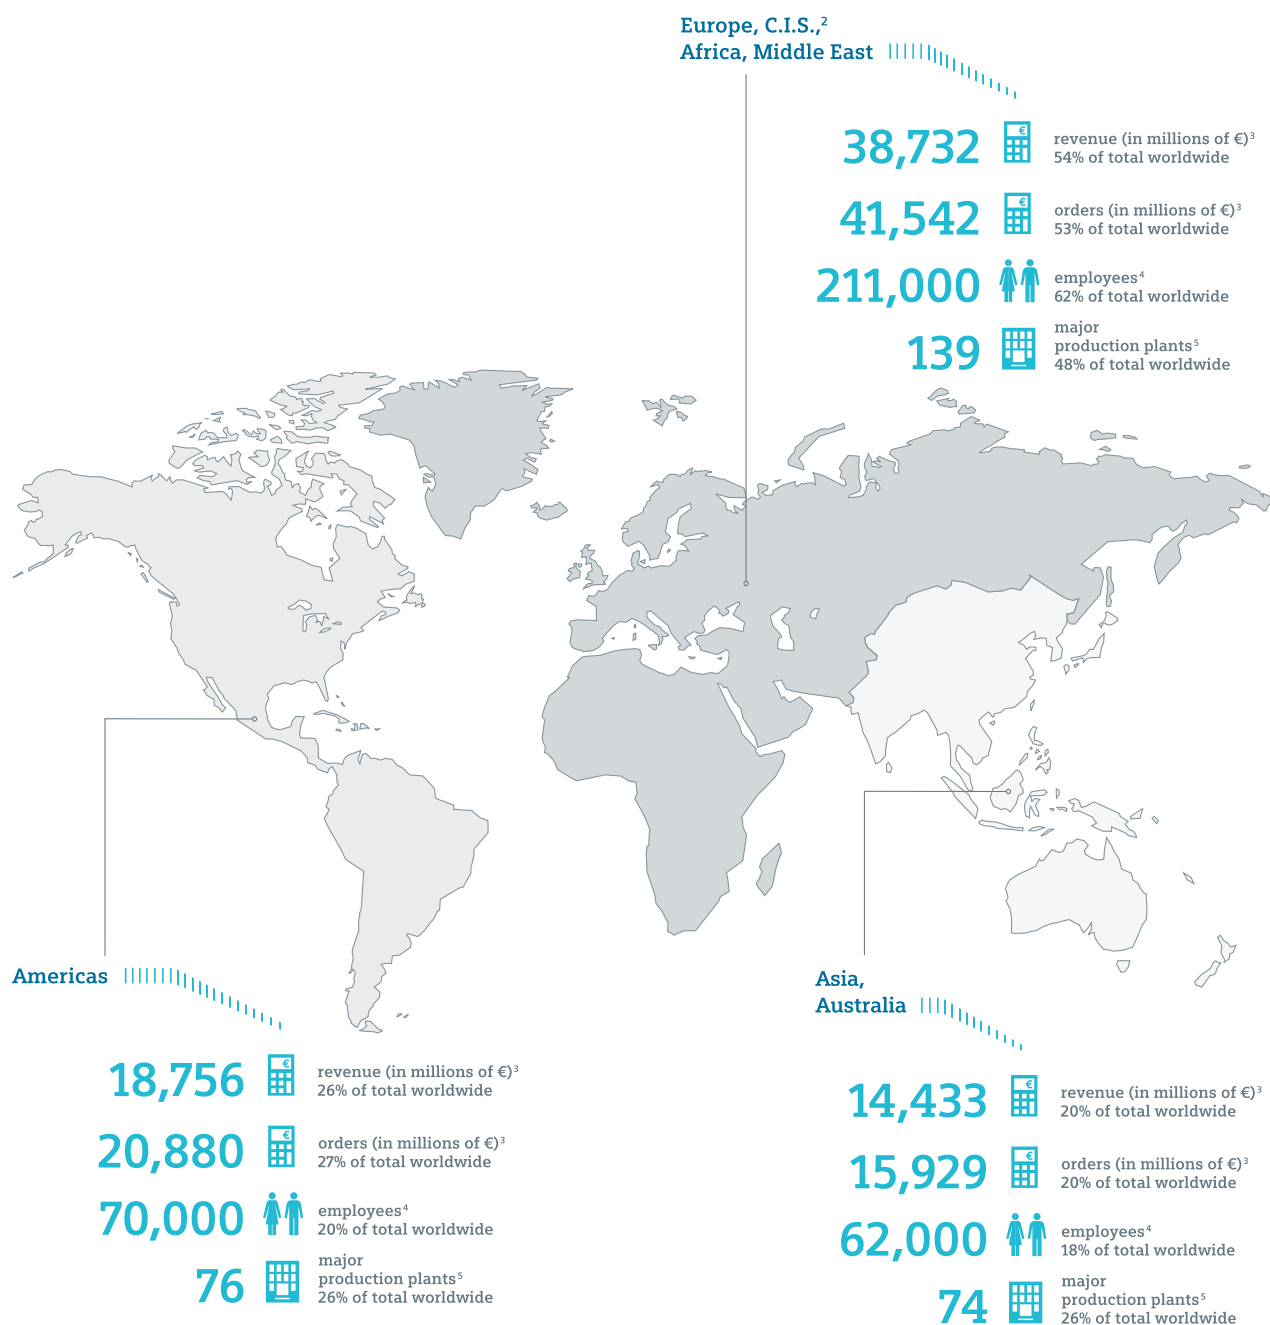 Europe, C.I.S.,²
Africa, Middle East
38,732
revenue (in millions of €)³
54% of total worldwide
41,542
orders (in millions of €)³
53% of total worldwide
211,000
employees⁴
62% of total worldwide
139
major
production plants⁵
48% of total worldwide
Americas
18,756
revenue (in millions of €)³
26% of total worldwide
20,880
orders (in millions of €)³
27% of total worldwide
70,000
employees⁴
20% of total worldwide
76
major
production plants⁵
26% of total worldwide
Asia,
Australia
14,433
revenue (in millions of €)³
20% of total worldwide
15,929
orders (in millions of €)³
20% of total worldwide
62,000
employees⁴
18% of total worldwide
74
major
production plants⁵
26% of total worldwide